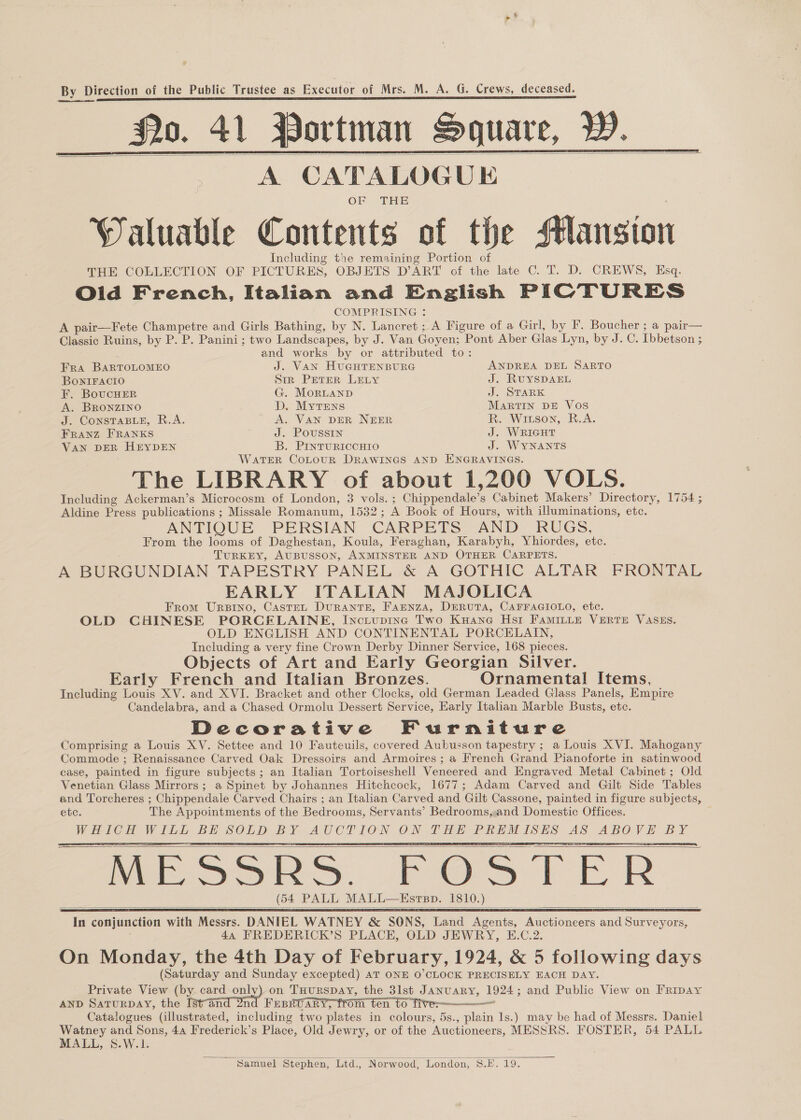 By Direction of the Public Trustee as Executor of Mrs. M. A. G. Crews, deceased.
No. 41 Portman Square, W.
A CATALOGUE
OF THE
Valuable Contents of the Mansion
Including the remaining Portion of
THE COLLECTION OF PICTURES, OBJETS D'ART of the late C. T. D. CREWS, Esq.
Old French, Italian and English PICTURES
COMPRISING :
A pair—Fete Champetre and Girls Bathing, by N. Lancret ; A Figure of a Girl, by F. Boucher ; a pair—
Classic Ruins, by P. P. Panini ; two Landscapes, by J. Van Goyen; Pont Aber Glas Lyn, by J. C. Ibbetson ;
and works by or attributed to :
FRA BARTOLOMEO J. VAN HUGHTENBURG ANDREA DEL SARTO
BONIFACIO SIR PETER LELY J. RUYSDAEL
F. BOUCHER G. MORLAND J. STARK
A. BRONZINO D. MYTENS MARTIN DE VOS
J. CONSTABLE, R.A. A. VAN DER NEER R. WILSON, R.A.
FRANZ FRANKS J. POUSSIN J. WRIGHT
VAN DER HEYDEN B. PINTURICCHIO J. WYNANTS
WATER COLOUR DRAWINGS AND ENGRAVINGS.
The LIBRARY of about 1,200 VOLS.
Including Ackerman's Microcosm of London, 3 vols. ; Chippendale's Cabinet Makers' Directory, 1754 ;
Aldine Press publications ; Missale Romanum, 1532 ; A Book of Hours, with illuminations, etc.
ANTIQUE PERSIAN CARPETS AND RUGS,
From the looms of Daghestan, Koula, Feraghan, Karabyh, Yhiordes, etc.
TURKEY, AUBUSSON, AXMINSTER AND OTHER CARPETS.
A BURGUNDIAN TAPESTRY PANEL & A GOTHIC ALTAR FRONTAL
EARLY ITALIAN MAJOLICA
FROM URBINO, CASTEL DURANTE, FAENZA, DERUTA, CAFFAGIOLO, etc.
OLD CHINESE PORCELAINE, INCLUDING TWO KUANG HSI FAMILLE VERTE VASES.
OLD ENGLISH AND CONTINENTAL PORCELAIN,
Including a very fine Crown Derby Dinner Service, 168 pieces.
Objects of Art and Early Georgian Silver.
Early French and Italian Bronzes. Ornamental Items,
Including Louis XV. and XVI. Bracket and other Clocks, old German Leaded Glass Panels, Empire
Candelabra, and a Chased Ormolu Dessert Service, Early Italian Marble Busts, etc.
Decorative Furniture
Comprising a Louis XV. Settee and 10 Fauteuils, covered Aubusson tapestry ; a Louis XVI. Mahogany
Commode ; Renaissance Carved Oak Dressoirs and Armoires ; a French Grand Pianoforte in satinwood
case, painted in figure subjects ; an Italian Tortoiseshell Veneered and Engraved Metal Cabinet ; Old
Venetian Glass Mirrors ; a Spinet by Johannes Hitchcock, 1677 ; Adam Carved and Gilt Side Tables
and Torcheres ; Chippendale Carved Chairs ; an Italian Carved and Gilt Cassone, painted in figure subjects,
etc. The Appointments of the Bedrooms, Servants' Bedrooms, and Domestic Offices.
WHICH WILL BE SOLD BY AUCTION ON THE PREMISES AS ABOVE BY
MESSRS. FOSTER
(54 PALL MALL—ESTBD. 1810.)
In conjunction with Messrs. DANIEL WATNEY & SONS, Land Agents, Auctioneers and Surveyors,
4A FREDERICK'S PLACE, OLD JEWRY, E.C.2.
On Monday, the 4th Day of February, 1924, & 5 following days
(Saturday and Sunday excepted) AT ONE O'CLOCK PRECISELY EACH DAY.
Private View (by card only) on THURSDAY, the 31st JANUARY, 1924 ; and Public View on FRIDAY
AND SATURDAY, the 1st and 2nd FEBRUARY, from ten to five.
Catalogues (illustrated, including two plates in colours, 5s., plain 1s.) may be had of Messrs. Daniel
Watney and Sons, 4A Frederick's Place, Old Jewry, or of the Auctioneers, MESSRS. FOSTER, 54 PALL
MALL, S.W.1.
Samuel Stephen, Ltd., Norwood, London, S.E. 19.